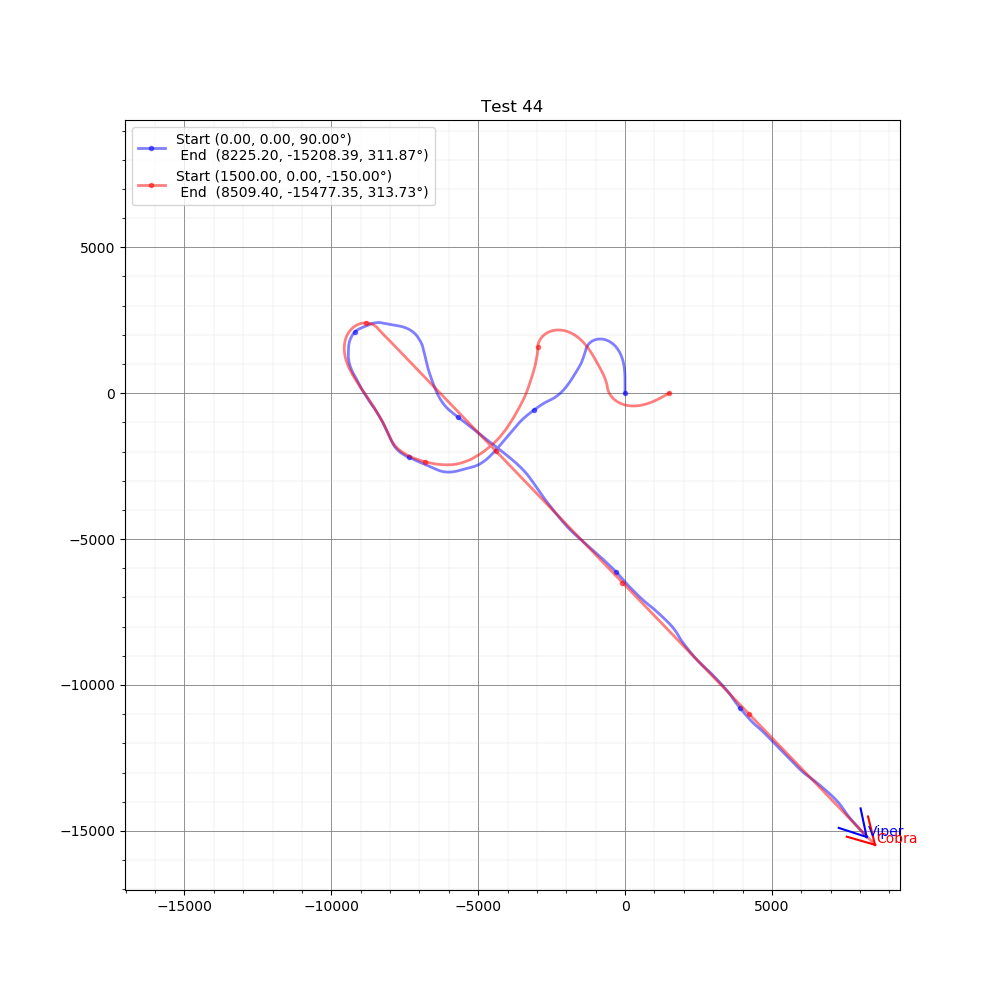 Test 44
Start (0.00, 0.00, 90.00°)
End  (8225.20, -15208.39, 311.87°)
Start (1500.00, 0.00, -150.00°)
End  (8509.40, -15477.35, 313.73°)
5000
0
−5000
−10000
−15000
Viper
Cobra
−15000
−10000
−5000
0
5000